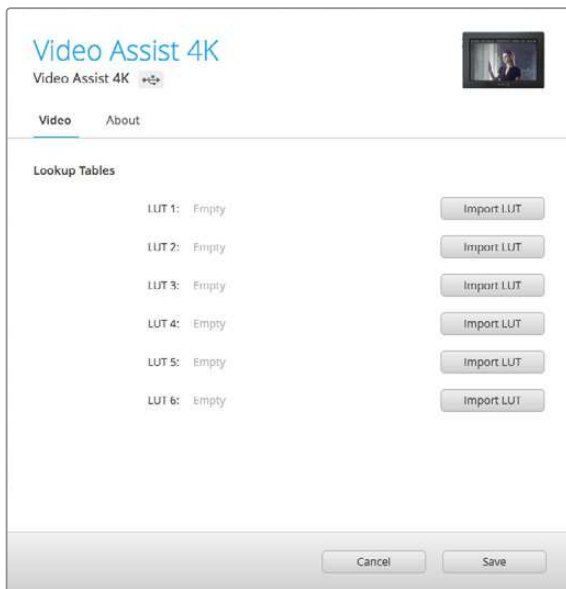 Video Assist 4K
Video Assist 4K
Video About
Lookup Tables
LUT 1: Empty Import LUT
LUT 2: Empty Import LUT
LUT 3: Empty Import LUT
LUT 4: Empty Import LUT
LUT 5: Empty Import LUT
LUT 6: Empty Import LUT
Cancel Save